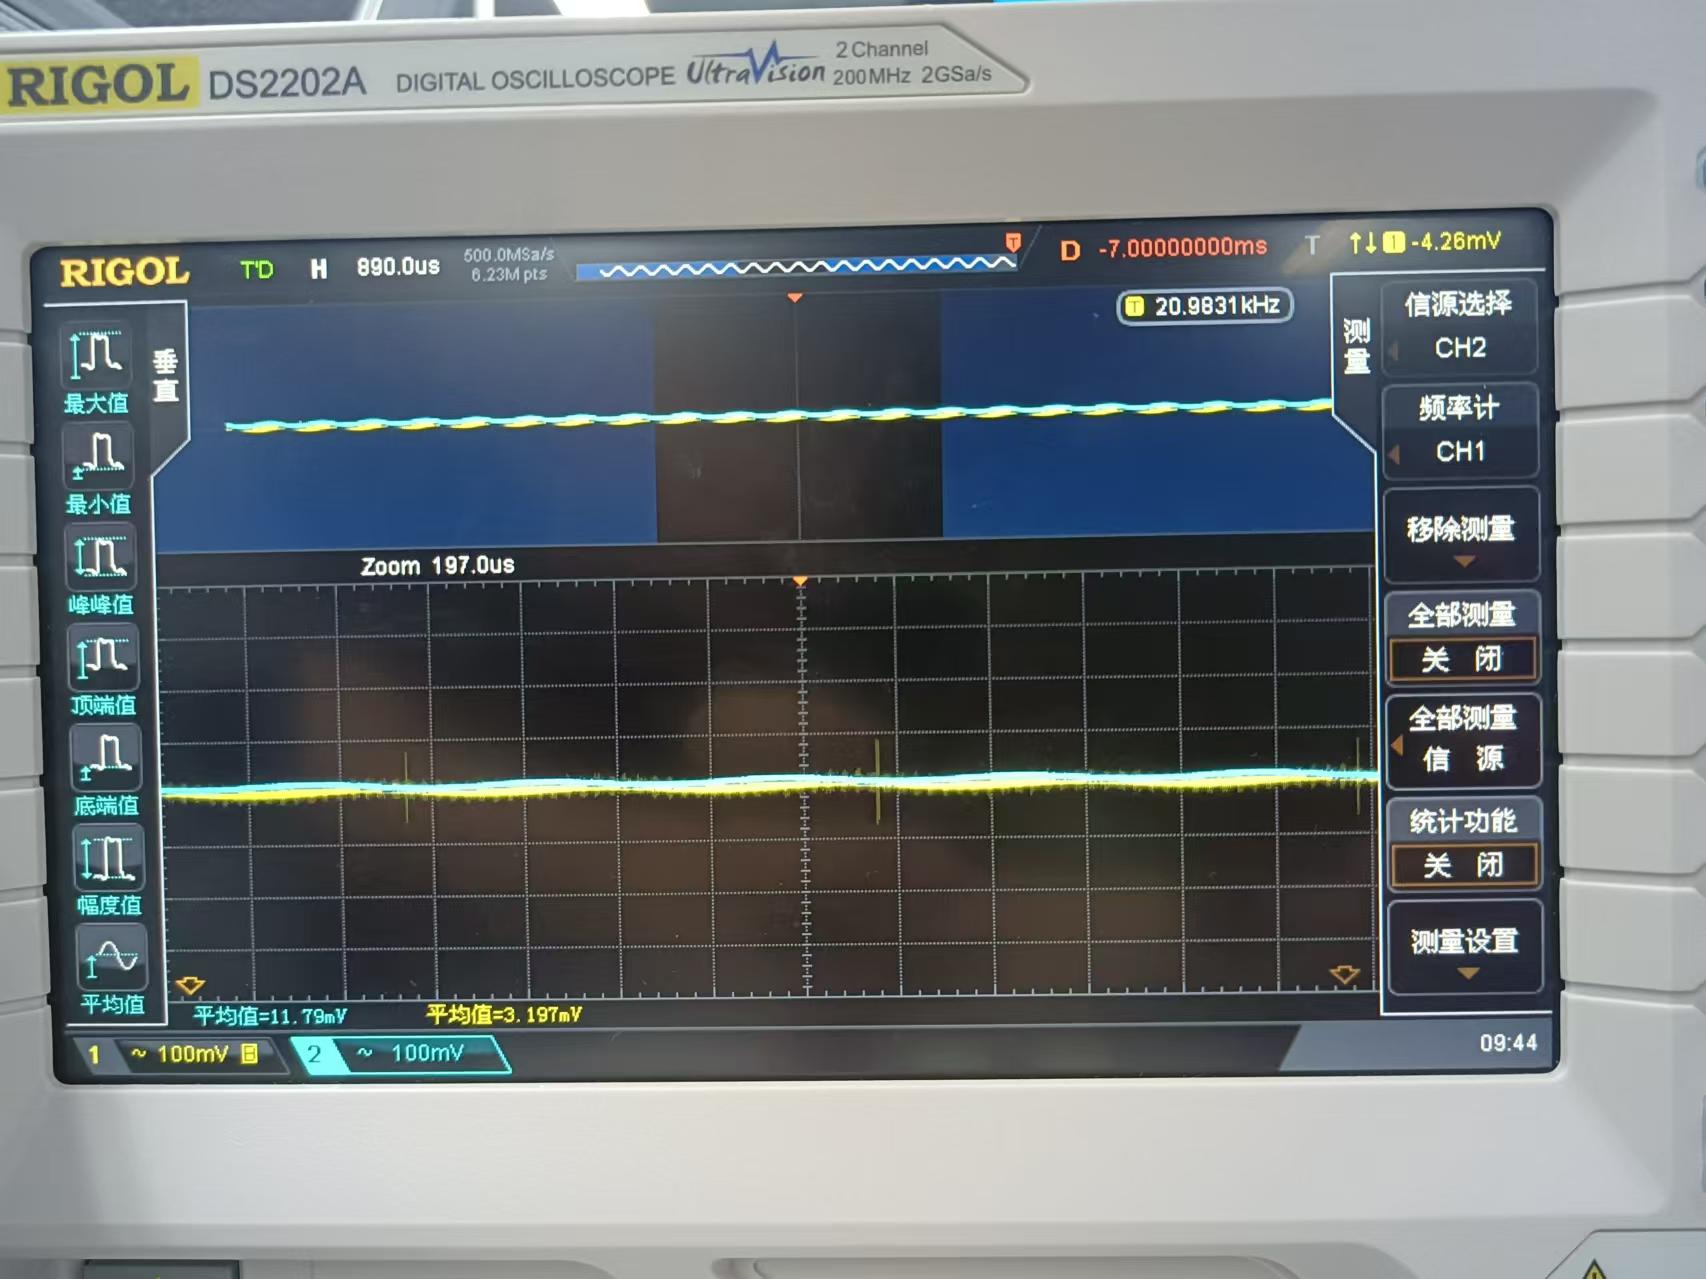 RIGOL DS2202A DIGITAL OSCILLOSCOPE UltraVision 2 Channel
200MHz 2GSa/s
RIGOL T'D H 890.0us 500.0MSa/s
6.23M pts
T
D -7.00000000ms T 1 -4.26mV
垂直
最大值
最小值
峰峰值
顶端值
底端值
幅度值
平均值
T 20.9831kHz
Zoom 197.0us
平均值=11.79mV 平均值=3.197mV
1 ~ 100mV B 2 ~ 100mV
测量
信源选择
CH2
频率计
CH1
移除测量
全部测量
关 闭
全部测量
信 源
统计功能
关 闭
测量设置
09:44